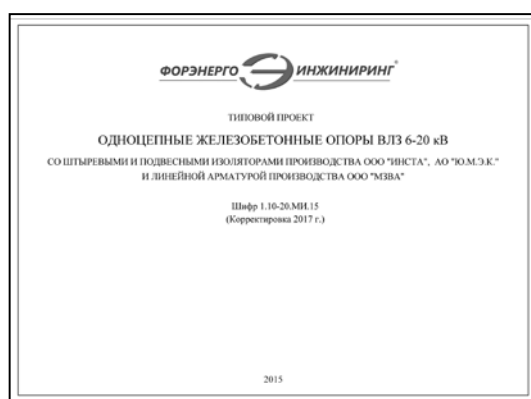 ФОРЭНЕРГО ИНЖИНИРИНГ®
ТИПОВОЙ ПРОЕКТ
ОДНОЦЕПНЫЕ ЖЕЛЕЗОБЕТОННЫЕ ОПОРЫ ВЛЗ 6-20 кВ
СО ШТЫРЕВЫМИ И ПОДВЕСНЫМИ ИЗОЛЯТОРАМИ ПРОИЗВОДСТВА ООО "ИНСТА", АО "Ю.М.Э.К."
И ЛИНЕЙНОЙ АРМАТУРОЙ ПРОИЗВОДСТВА ООО "МЗВА"
Шифр 1.10-20.МИ.15
(Корректировка 2017 г.)
2015